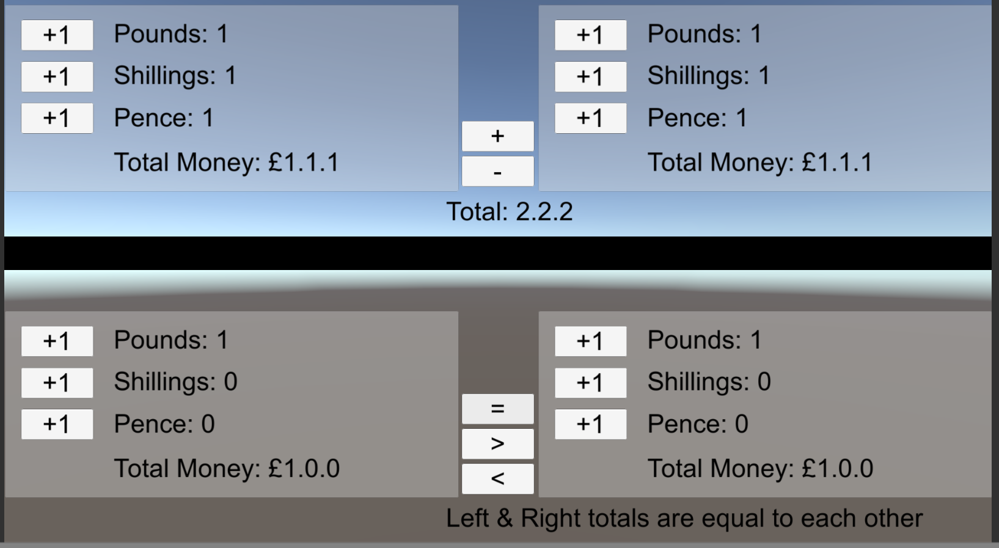 +1 Pounds: 1
+1 Shillings: 1
+1 Pence: 1
Total Money: £1.1.1
+
-
+1 Pounds: 1
+1 Shillings: 1
+1 Pence: 1
Total Money: £1.1.1
Total: 2.2.2
+1 Pounds: 1
+1 Shillings: 0
+1 Pence: 0
Total Money: £1.0.0
=
>
<
+1 Pounds: 1
+1 Shillings: 0
+1 Pence: 0
Total Money: £1.0.0
Left & Right totals are equal to each other